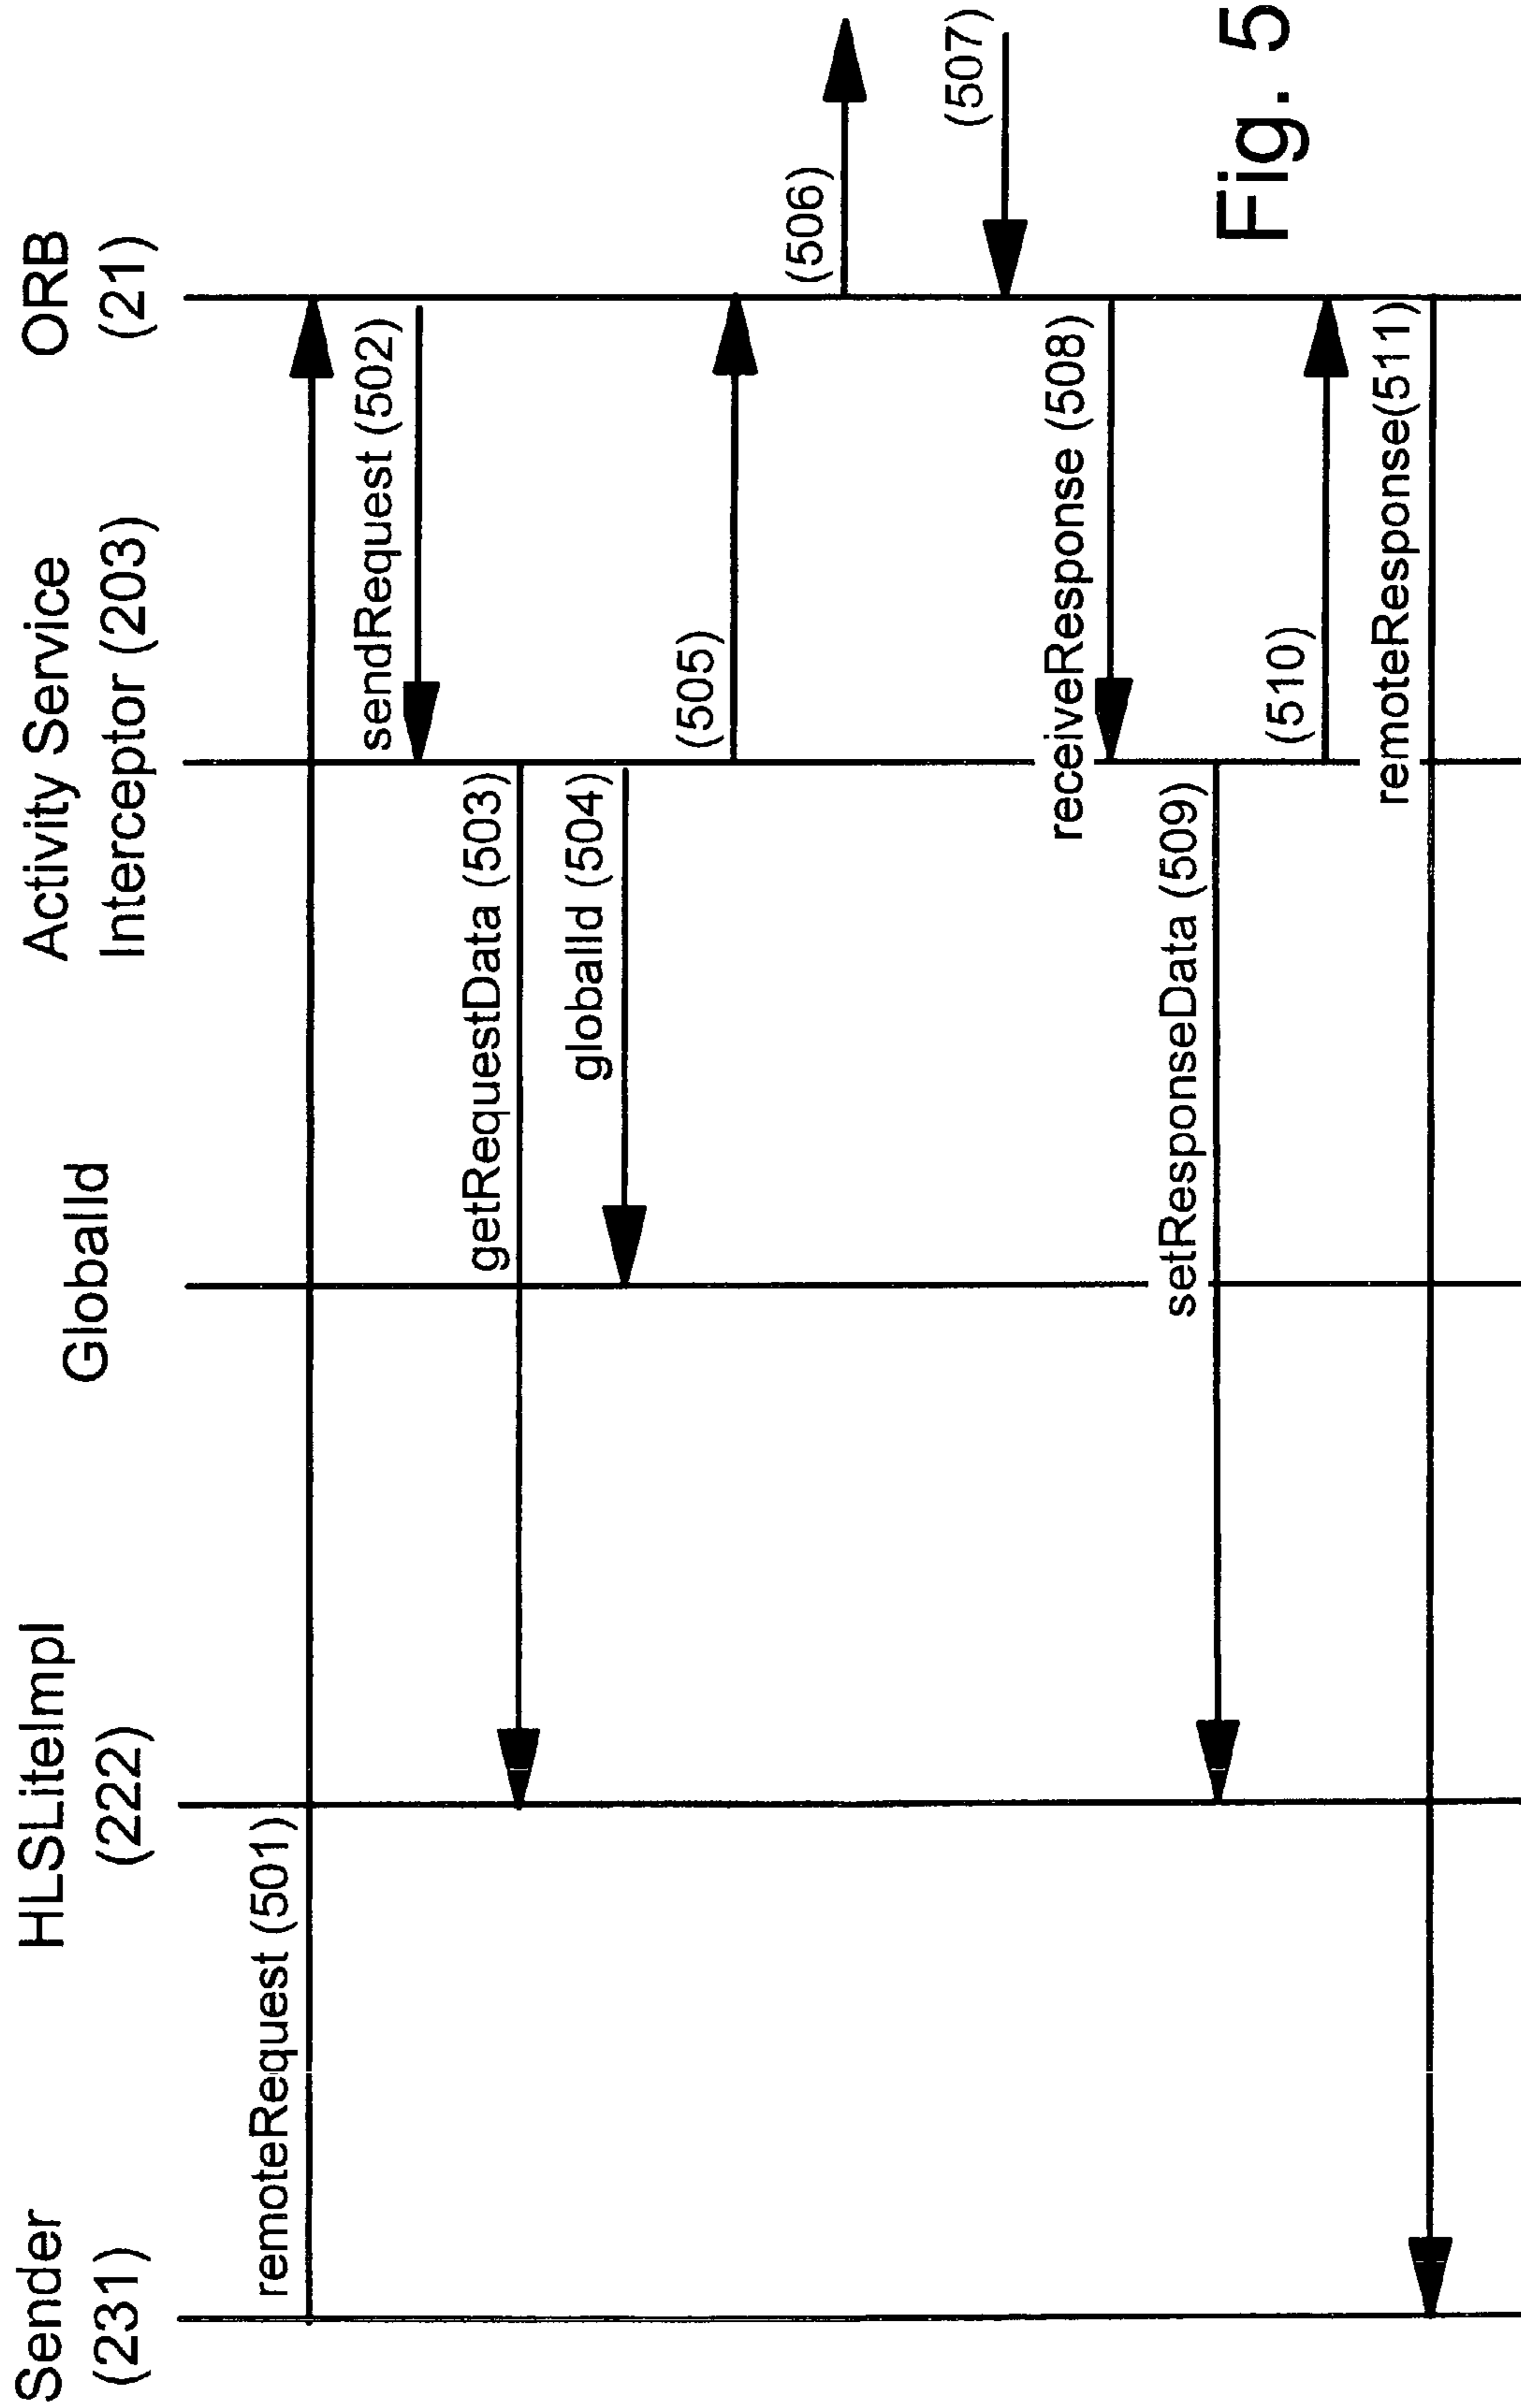 Sender
(231)
HLSLiteImpl
(222)
GlobalId
Activity Service
Interceptor (203)
ORB
(21)
remoteRequest (501)
sendRequest (502)
getRequestData (503)
globalId (504)
(505)
(506)
(507)
receiveResponse (508)
setResponseData (509)
(510)
remoteResponse(511)
Fig. 5